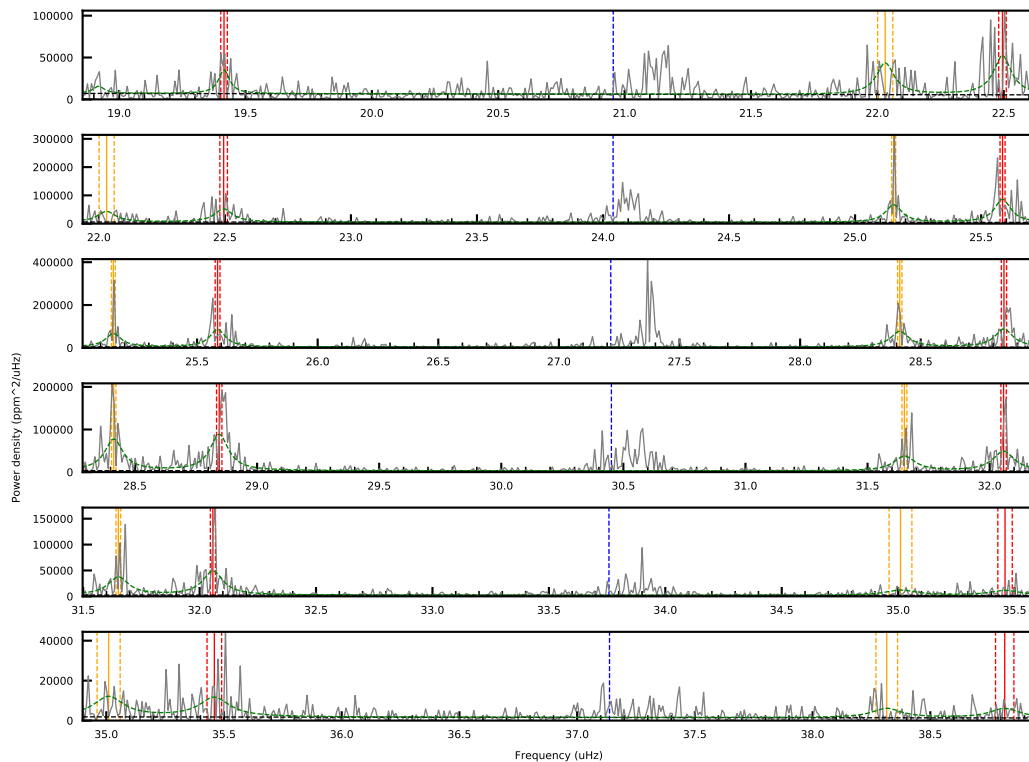 100000
50000
0
19.0 19.5 20.0 20.5 21.0 21.5 22.0 22.5
300000
200000
100000
0
22.0 22.5 23.0 23.5 24.0 24.5 25.0 25.5
400000
200000
0
25.5 26.0 26.5 27.0 27.5 28.0 28.5
200000
100000
0
28.5 29.0 29.5 30.0 30.5 31.0 31.5 32.0
150000
100000
50000
0
31.5 32.0 32.5 33.0 33.5 34.0 34.5 35.0 35.5
40000
20000
0
35.0 35.5 36.0 36.5 37.0 37.5 38.0 38.5
Power density (ppm^2/uHz)
Frequency (uHz)